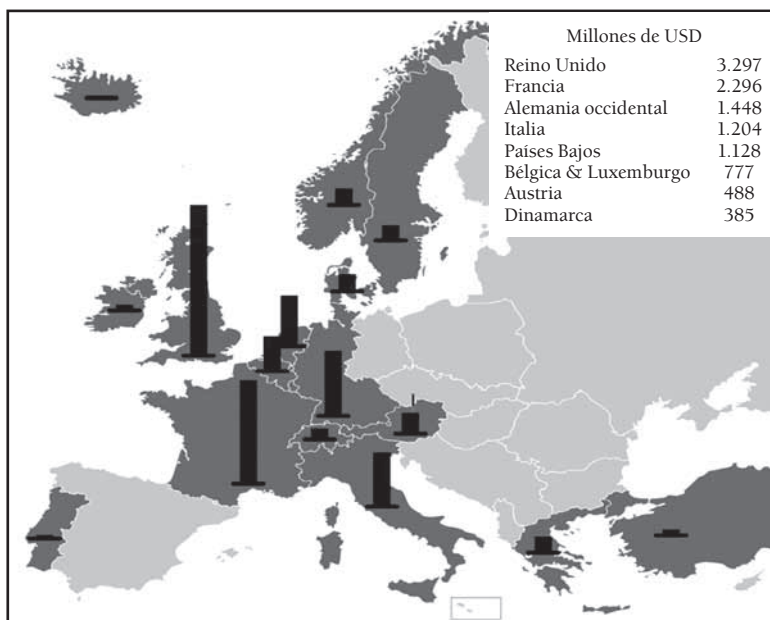 Millones de USD
Reino Unido 3.297
Francia 2.296
Alemania occidental 1.448
Italia 1.204
Países Bajos 1.128
Bélgica & Luxemburgo 777
Austria 488
Dinamarca 385